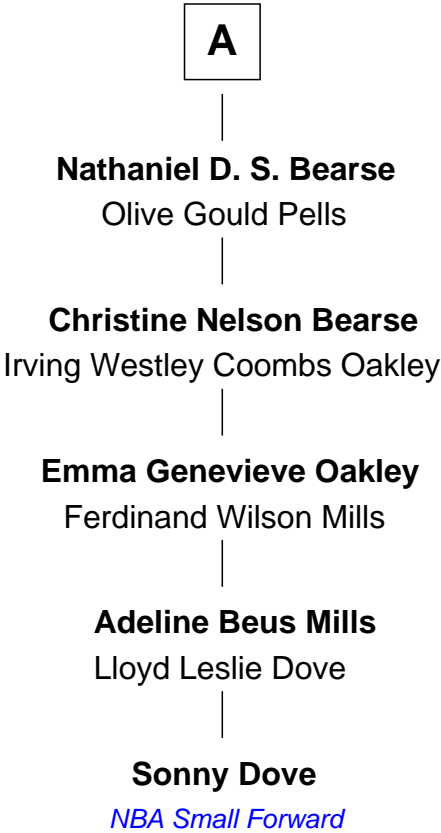 A
Nathaniel D. S. Bearse
Olive Gould Pells
Christine Nelson Bearse
Irving Westley Coombs Oakley
Emma Genevieve Oakley
Ferdinand Wilson Mills
Adeline Beus Mills
Lloyd Leslie Dove
Sonny Dove
NBA Small Forward